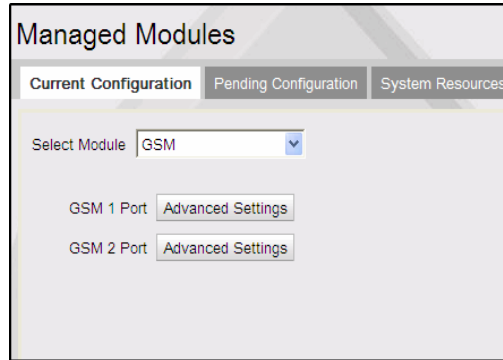 Managed Modules
Current Configuration Pending Configuration System Resources
Select Module GSM
GSM 1 Port Advanced Settings
GSM 2 Port Advanced Settings